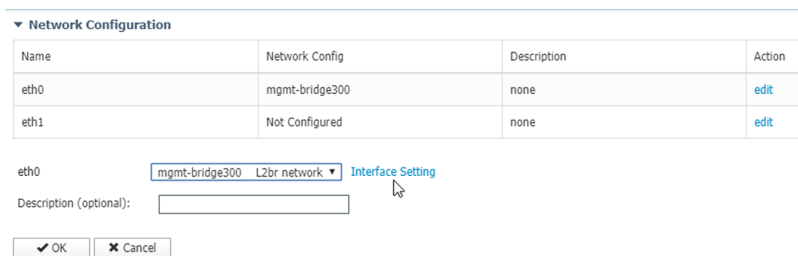 Network Configuration
Name Network Config Description Action
eth0 mgmt-bridge300 none edit
eth1 Not Configured none edit
eth0 mgmt-bridge300 L2br network Interface Setting
Description (optional):
OK Cancel